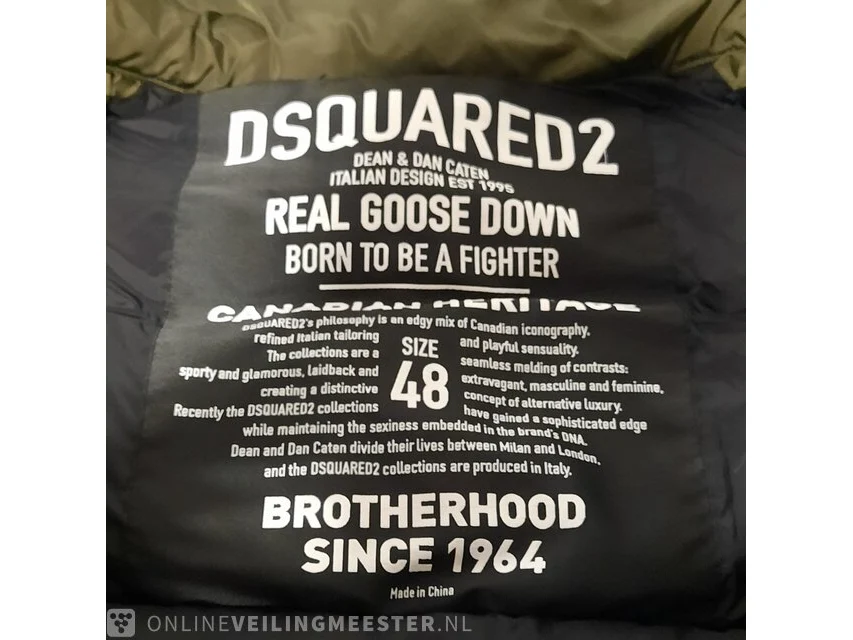 DSQUARED2
DEAN & DAN CATEN
ITALIAN DESIGN EST 1995
REAL GOOSE DOWN
BORN TO BE A FIGHTER
CANADIAN HERITAGE
DSQUARED2's philosophy is an edgy mix of Canadian iconography,
refined Italian tailoring and playful sensuality.
The collections are a SIZE seamless melding of contrasts:
sporty and glamorous, laidback and 48 extravagant, masculine and feminine,
creating a distinctive concept of alternative luxury.
Recently the DSQUARED2 collections have gained a sophisticated edge
while maintaining the sexiness embedded in the brand's DNA.
Dean and Dan Caten divide their lives between Milan and London,
and the DSQUARED2 collections are produced in Italy.
BROTHERHOOD
SINCE 1964
Made in China
ONLINEVEILINGMEESTER.NL